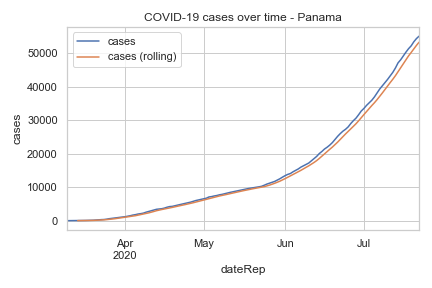 COVID-19 cases over time - Panama
cases
cases (rolling)
50000
40000
30000
20000
10000
0
cases
Apr
2020
May
Jun
Jul
dateRep